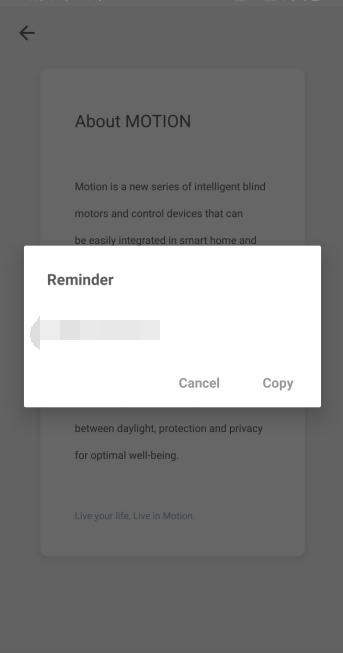 About MOTION
Motion is a new series of intelligent blind
motors and control devices that can
be easily integrated in smart home and
Reminder
Cancel Copy
between daylight, protection and privacy
for optimal well-being.
Live your life, Live in Motion.